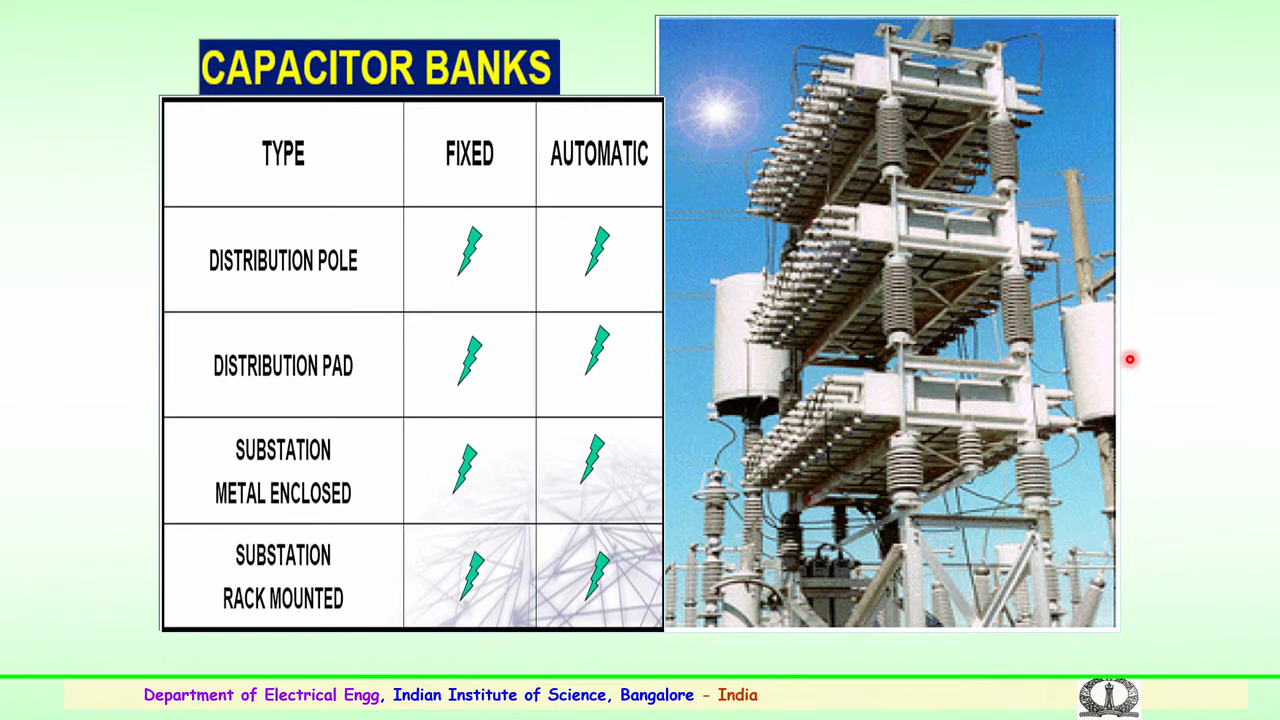 CAPACITOR BANKS
TYPE FIXED AUTOMATIC
DISTRIBUTION POLE
DISTRIBUTION PAD
SUBSTATION
METAL ENCLOSED
SUBSTATION
RACK MOUNTED
Department of Electrical Engg, Indian Institute of Science, Bangalore - India